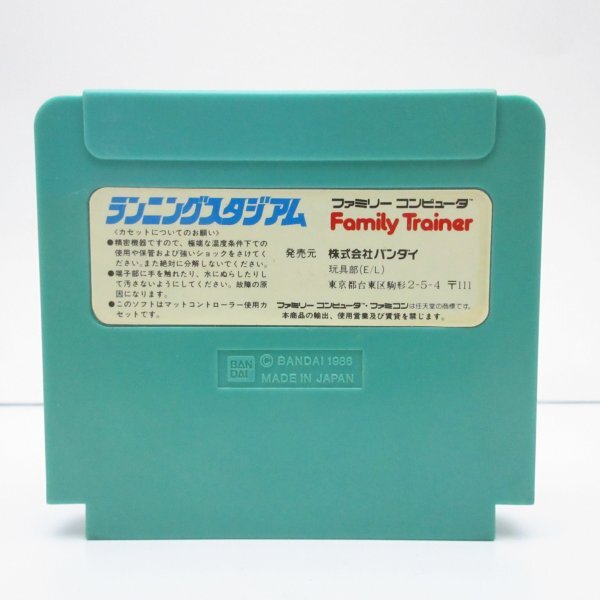 ランニングスタジアム
〈カセットについてのお願い〉
●精密機器ですので、極端な温度条件下での
使用や保管および強いショックをさけてく
ださい。また絶対に分解しないでください。
●端子部に手を触れたり、水にぬらしたりし
て汚さないようにしてください。故障の原
因になります。
●このソフトはマットコントローラー使用カ
セットです。
ファミリー コンピュータ™
Family Trainer
発売元 株式会社バンダイ
玩具部(E/L)
東京都台東区駒形2-5-4 〒111
ファミリー コンピュータ・ファミコンは任天堂の商標です。
本商品の輸出、使用営業及び賃貸を禁じます。
BAN
DAI
© BANDAI 1986
MADE IN JAPAN